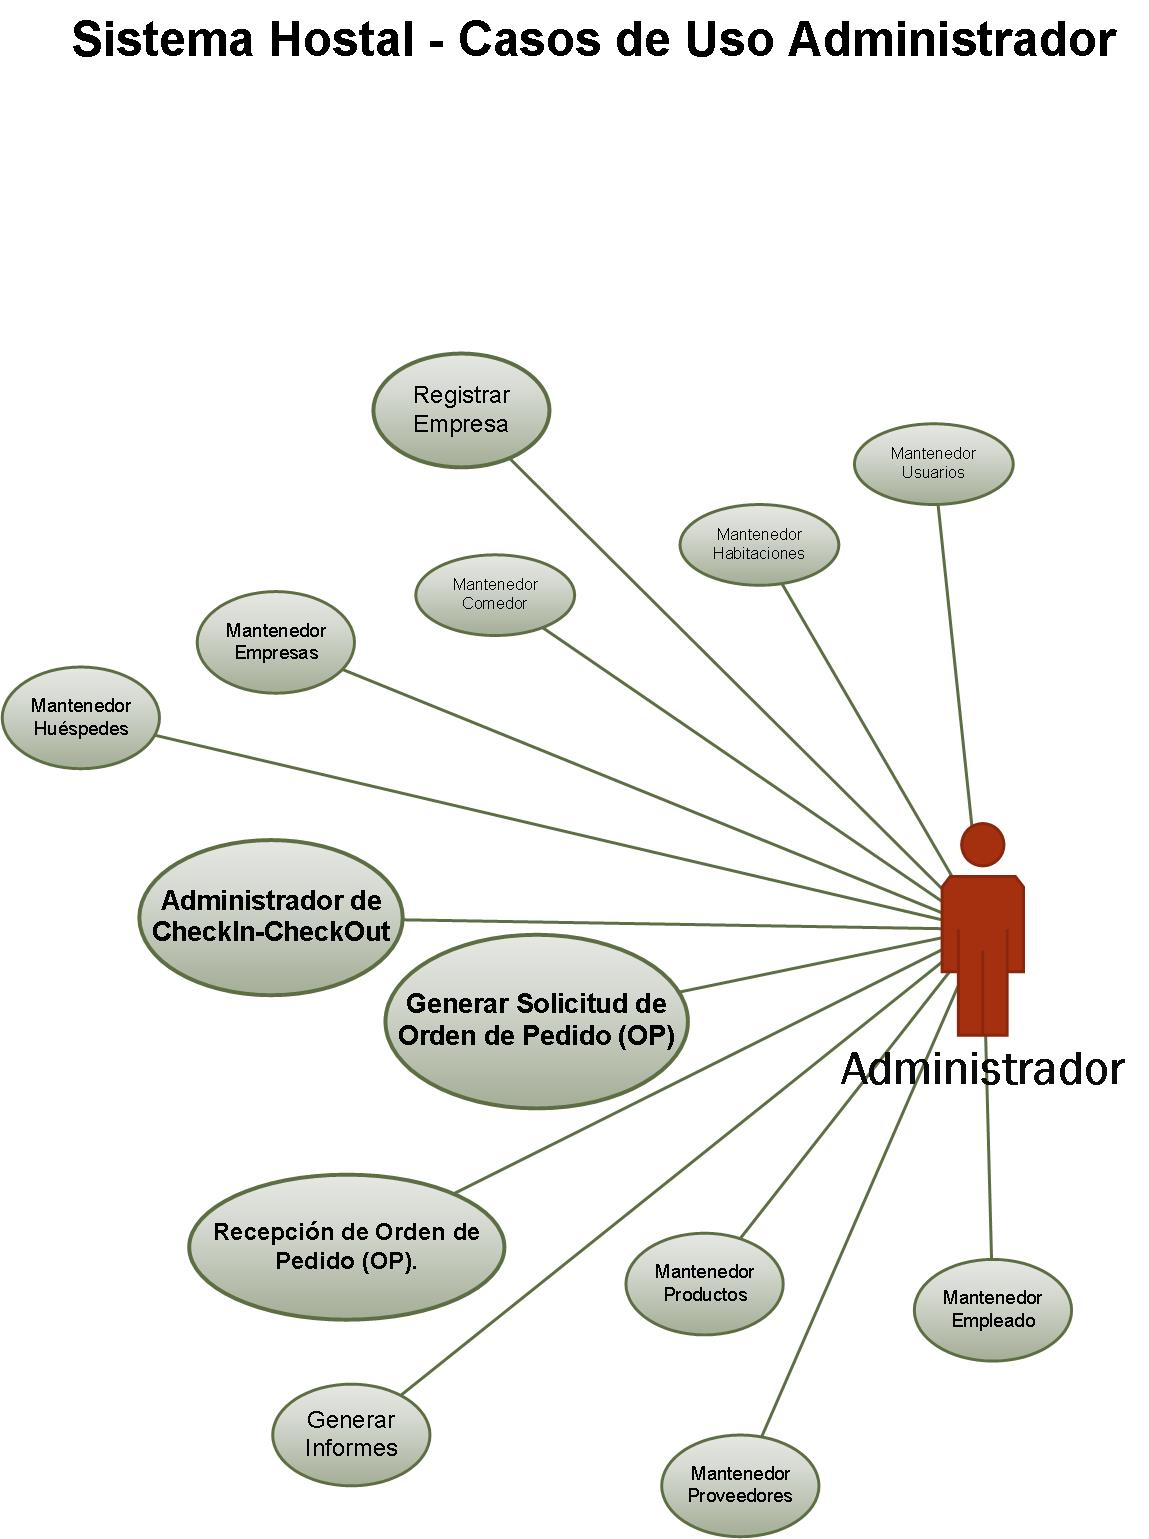 Sistema Hostal - Casos de Uso Administrador
Registrar
Empresa
Mantenedor
Usuarios
Mantenedor
Habitaciones
Mantenedor
Comedor
Mantenedor
Empresas
Mantenedor
Huéspedes
Administrador de
CheckIn-CheckOut
Generar Solicitud de
Orden de Pedido (OP)
Administrador
Recepción de Orden de
Pedido (OP).
Mantenedor
Productos
Mantenedor
Empleado
Generar
Informes
Mantenedor
Proveedores